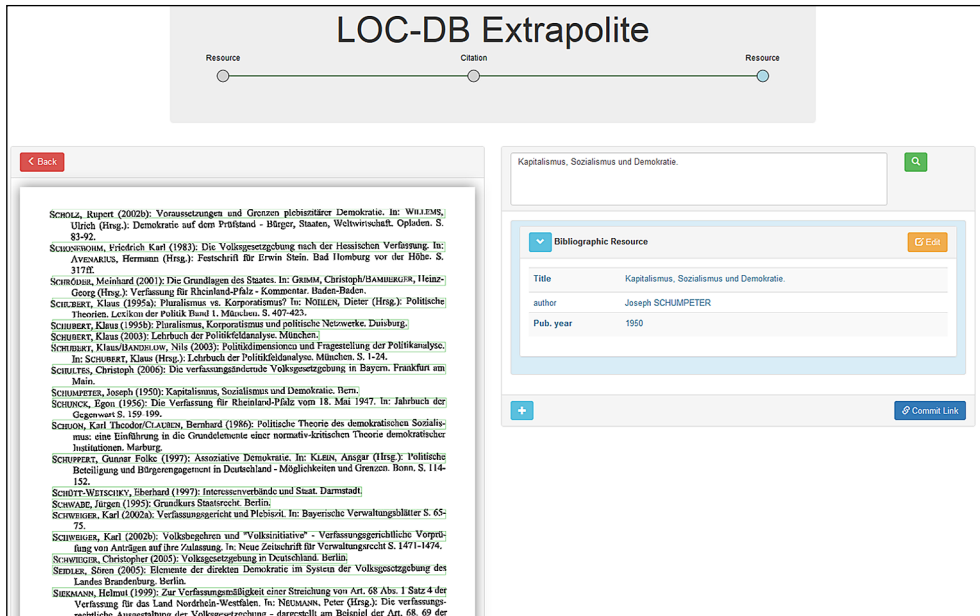 LOC-DB Extrapolite
Resource
Citation
Resource
Back
SCHOLZ, Rupert (2002b): Voraussetzungen und Grenzen plebiszitärer Demokratie. In: WILLEMS,
Ulrich (Hrsg.): Demokratie auf dem Prüfstand - Bürger, Staaten, Weltwirtschaft. Opladen. S.
83-92.
SCHONEBOHM, Friedrich Karl (1983): Die Volksgesetzgebung nach der Hessischen Verfassung. In:
AVENARIUS, Hermann (Hrsg.): Festschrift für Erwin Stein. Bad Homburg vor der Höhe. S.
317ff.
SCHRÖDER, Meinhard (2001): Die Grundlagen des Staates. In: GRIMM, Christoph/BAMBERGER, Heinz-
Georg (Hrsg.): Verfassung für Rheinland-Pfalz - Kommentar. Baden-Baden.
SCHUBERT, Klaus (1995a): Pluralismus vs. Korporatismus? In: NOHLEN, Dieter (Hrsg.): Politische
Theorien. Lexikon der Politik Band 1. München. S. 407-423.
SCHUBERT, Klaus (1995b): Pluralismus, Korporatismus und politische Netzwerke. Duisburg.
SCHUBERT, Klaus (2003): Lehrbuch der Politikfeldanalyse. München.
SCHUBERT, Klaus/BANDELOW, Nils (2003): Politikdimensionen und Fragestellung der Politikanalyse.
In: SCHUBERT, Klaus (Hrsg.): Lehrbuch der Politikfeldanalyse. München. S. 1-24.
SCHULTES, Christoph (2006): Die verfassungsändernde Volksgesetzgebung in Bayern. Frankfurt am
Main.
SCHUMPETER, Joseph (1950): Kapitalismus, Sozialismus und Demokratie. Bern.
SCHUNCK, Egon (1956): Die Verfassung für Rheinland-Pfalz vom 18. Mai 1947. In: Jahrbuch der
Gegenwart S. 159-199.
SCHUON, Karl Theodor/CLAUßEN, Bernhard (1986): Politische Theorie des demokratischen Sozialis-
mus: eine Einführung in die Grundelemente einer normativ-kritischen Theorie demokratischer
Institutionen. Marburg.
SCHUPPERT, Gunnar Folke (1997): Assoziative Demokratie. In: KLEIN, Ansgar (Hrsg.): Politische
Beteiligung und Bürgerengagement in Deutschland - Möglichkeiten und Grenzen. Bonn. S. 114-
152.
SCHÜTT-WETSCHKY, Eberhard (1997): Interessenverbände und Staat. Darmstadt.
SCHWABE, Jürgen (1995): Grundkurs Staatsrecht. Berlin.
SCHWEIGER, Karl (2002a): Verfassungsgericht und Plebiszit. In: Bayerische Verwaltungsblätter S. 65-
75.
SCHWEIGER, Karl (2002b): Volksbegehren und "Volksinitiative" - Verfassungsgerichtliche Vorprü-
fung von Anträgen auf ihre Zulassung. In: Neue Zeitschrift für Verwaltungsrecht S. 1471-1474.
SCHWIEGER, Christopher (2005): Volksgesetzgebung in Deutschland. Berlin.
SEIDLER, Sören (2005): Elemente der direkten Demokratie im System der Volksgesetzgebung des
Landes Brandenburg. Berlin.
SIEKMANN, Helmut (1999): Zur Verfassungsmäßigkeit einer Streichung von Art. 68 Abs. 1 Satz 4 der
Verfassung für das Land Nordrhein-Westfalen. In: NEUMANN, Peter (Hrsg.): Die verfassungs-
rechtliche Ausgestaltung der Volksgesetzgebung - dargestellt am Beispiel der Art. 68, 69 der
Kapitalismus, Sozialismus und Demokratie.
Bibliographic Resource
Edit
Title Kapitalismus, Sozialismus und Demokratie.
author Joseph SCHUMPETER
Pub. year 1950
+
Commit Link